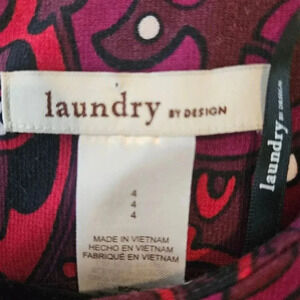 laundry BY DESIGN
4
4
4
MADE IN VIETNAM
HECHO EN VIETNAM
FABRIQUÉ EN VIETNAM
laundry BY DESIGN